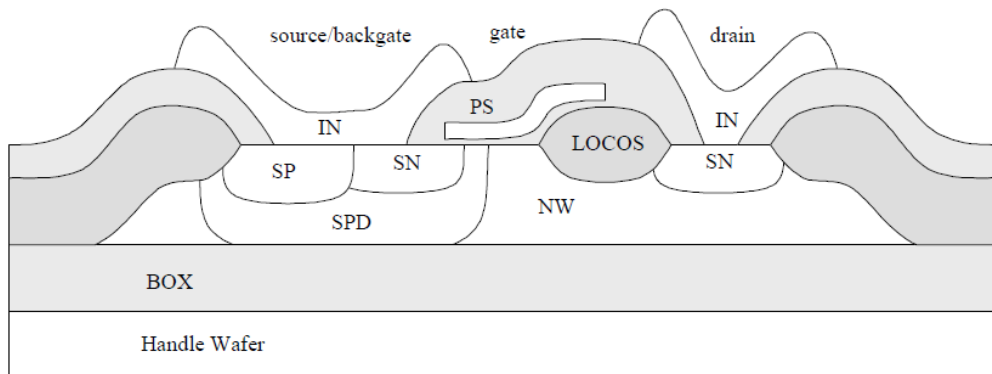 source/backgate
gate
drain
PS
IN
IN
LOCOS
SP
SN
SN
SPD
NW
BOX
Handle Wafer